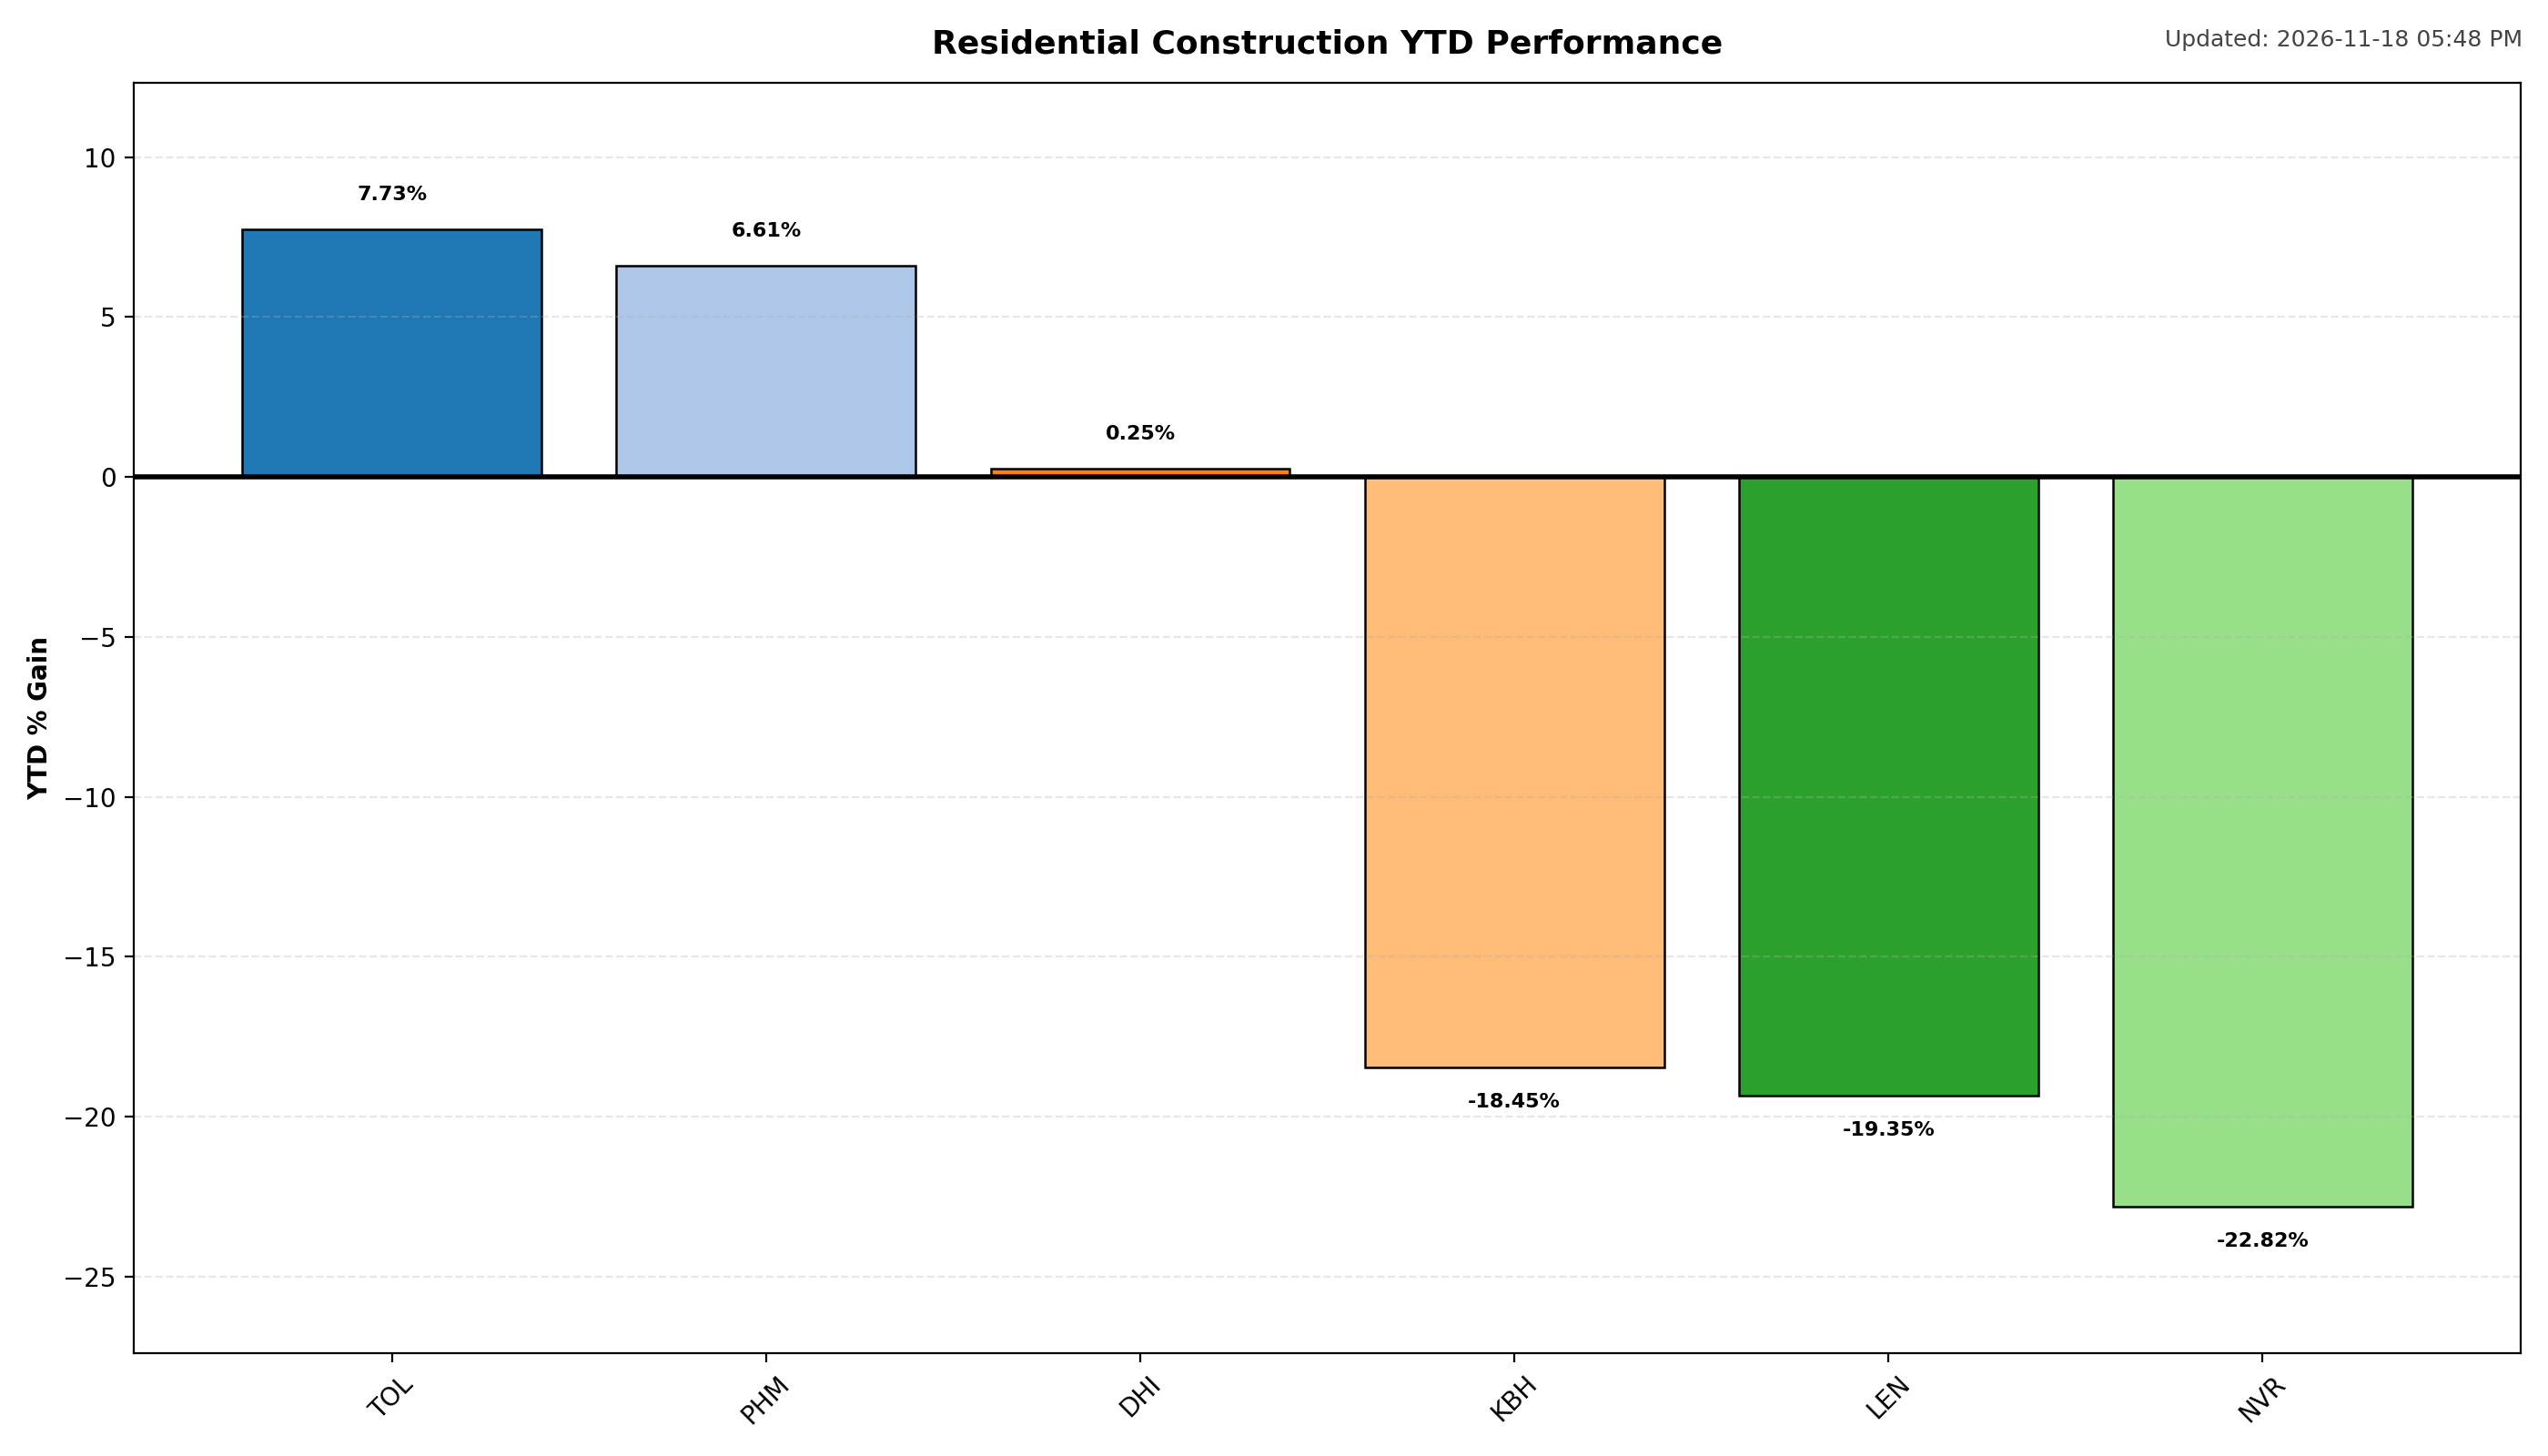 Residential Construction YTD Performance
Updated: 2026-11-18 05:48 PM
YTD % Gain
10
5
0
−5
−10
−15
−20
−25
7.73%
6.61%
0.25%
-18.45%
-19.35%
-22.82%
TOL
PHM
DHI
KBH
LEN
NVR